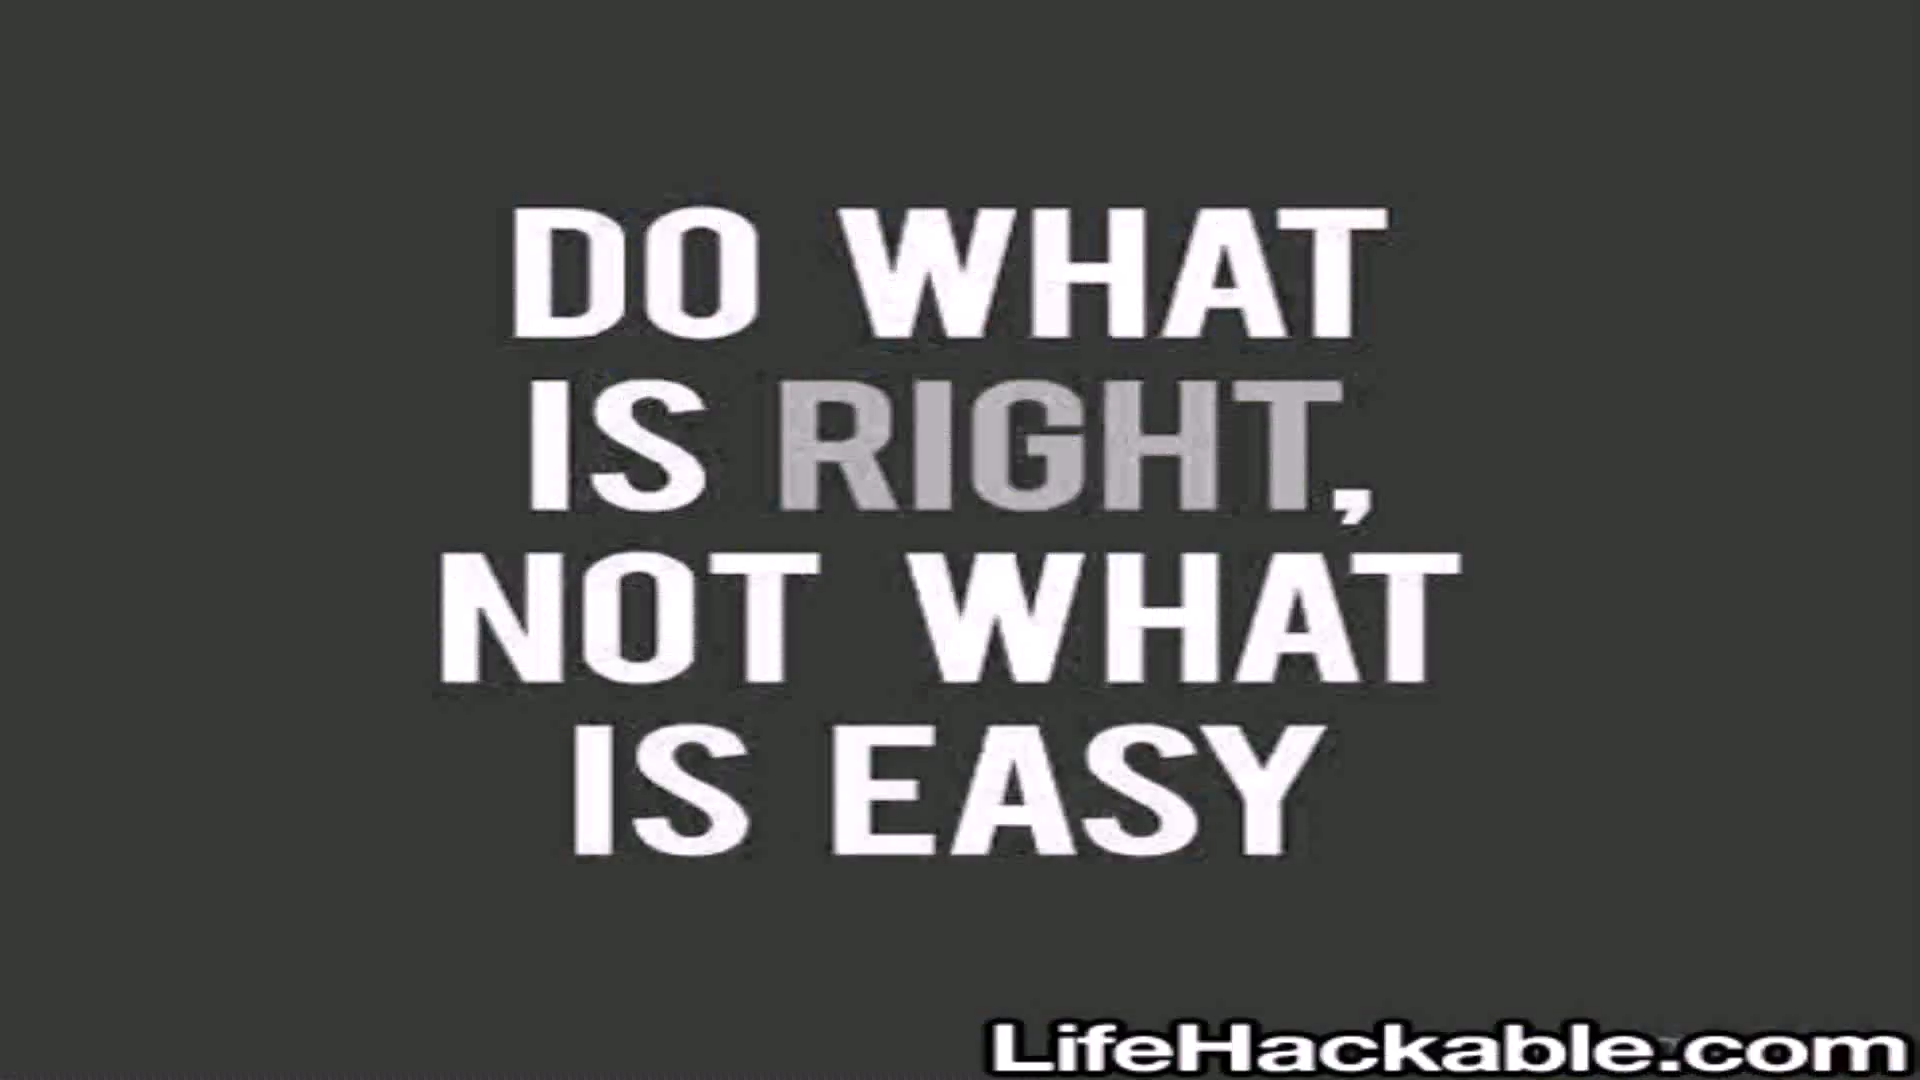 DO WHAT
IS RIGHT,
NOT WHAT
IS EASY
LifeHackable.com